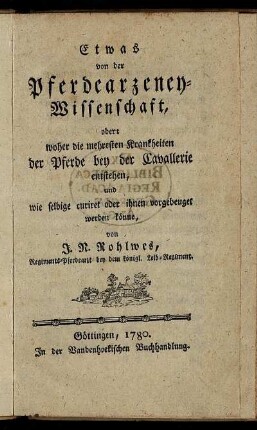 Etwas
von der
Pferdearzeney-
Wissenschaft,
oder:
woher die mehresten Krankheiten
der Pferde bey der Cavallerie
entstehen,
und
wie selbige curiret oder ihnen vorgebeuget
werden könne,
von
J. N. Rohlwes,
Regiments-Pferdearzt bey dem königl. Leib-Regiment.
Göttingen, 1780.
In der Vandenhoekischen Buchhandlung.